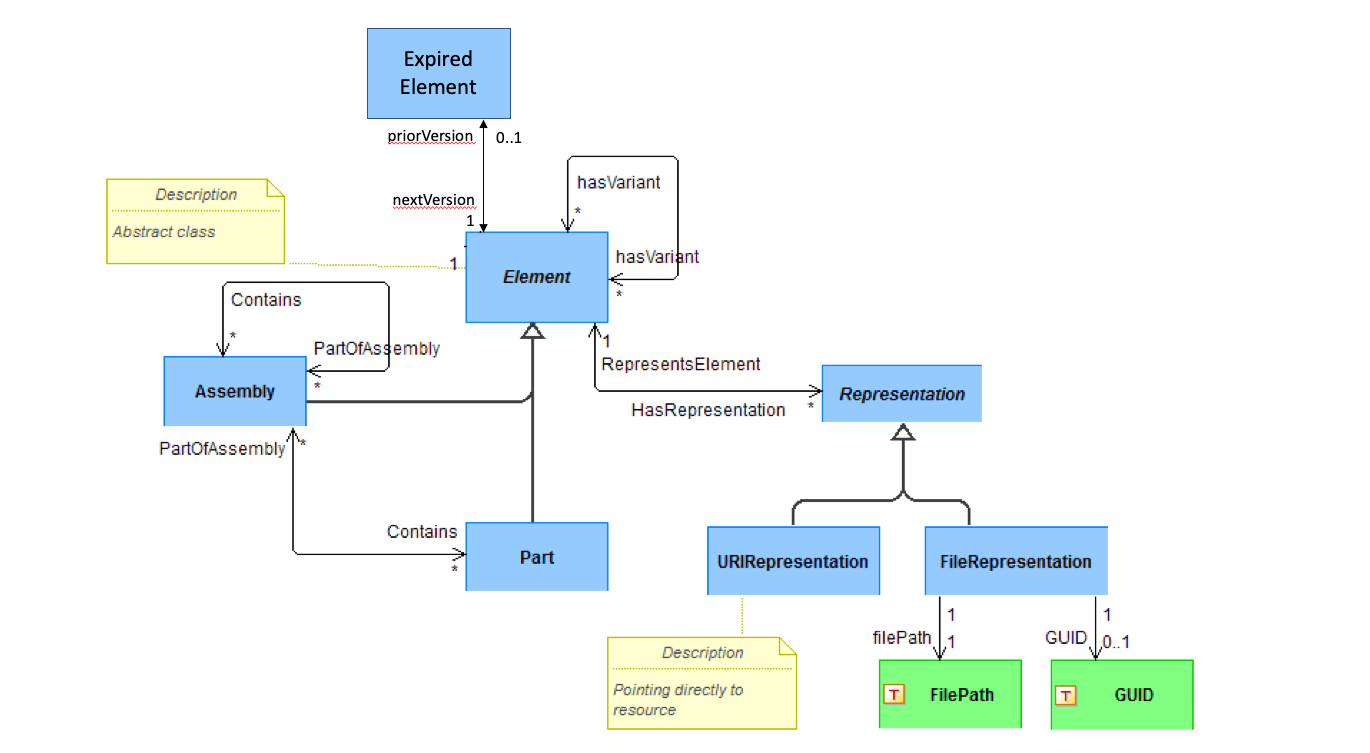 Expired
Element
priorVersion
0..1
nextVersion
1
hasVariant
*
Description
Abstract class
1
Element
hasVariant
*
Contains
*
PartOfAssembly
*
Assembly
1
RepresentsElement
HasRepresentation
*
Representation
PartOfAssembly
*
Contains
*
Part
URIRepresentation
FileRepresentation
1
filePath
1
1
GUID
0..1
Description
Pointing directly to
resource
T
FilePath
T
GUID